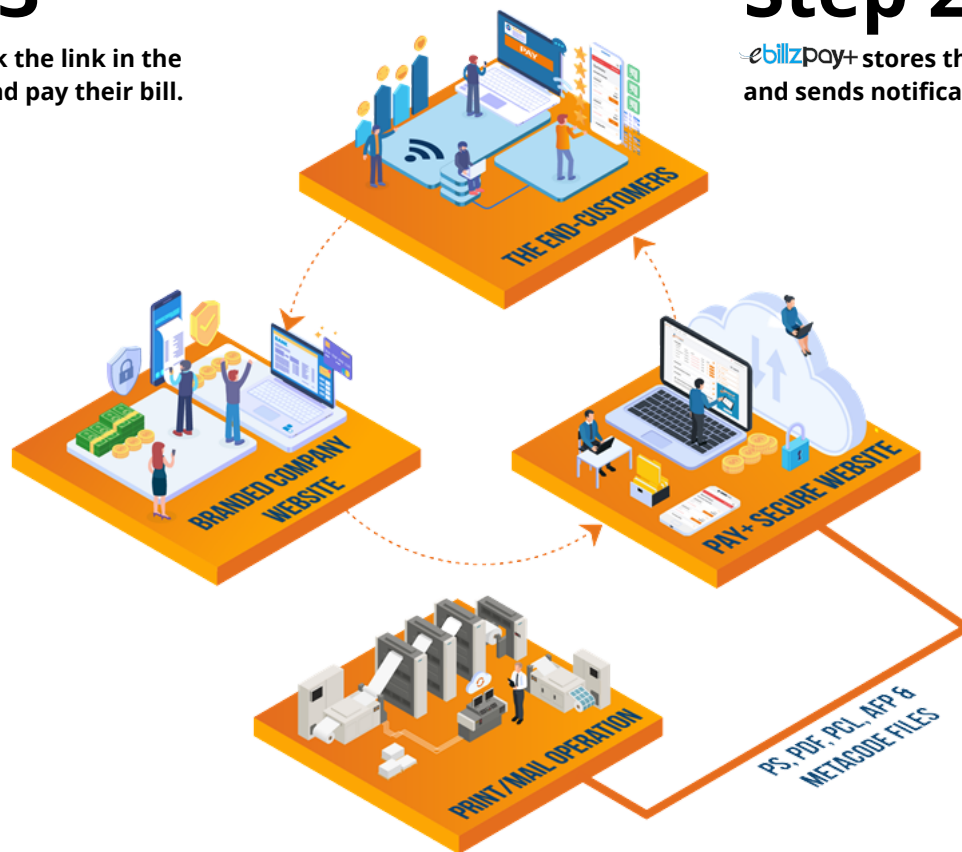 3
Step 2
k the link in the
nd pay their bill.
ebillzpay+ stores th
and sends notifica
PAY
THE END-CUSTOMERS
BRANDED COMPANY
WEBSITE
PAY+ SECURE WEBSITE
PRINT/MAIL OPERATION
PS, PDF, PCL, AFP &
METACODE FILES